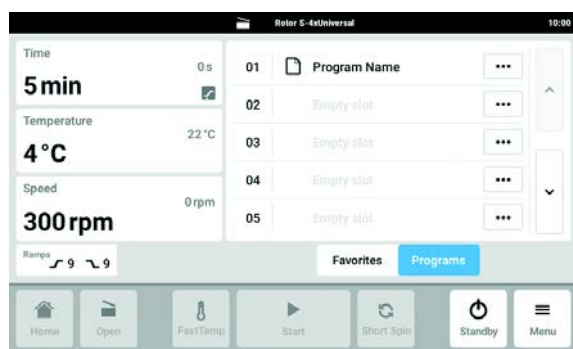 Rotor S-4xUniversal 10:00
Time
0 s
5 min
Temperature
22 °C
4 °C
Speed
0 rpm
300 rpm
Ramps 9 9
01 Program Name •••
02 Empty slot •••
03 Empty slot •••
04 Empty slot •••
05 Empty slot •••
Favorites Programs
Home Open FastTemp Start Short Spin Standby Menu